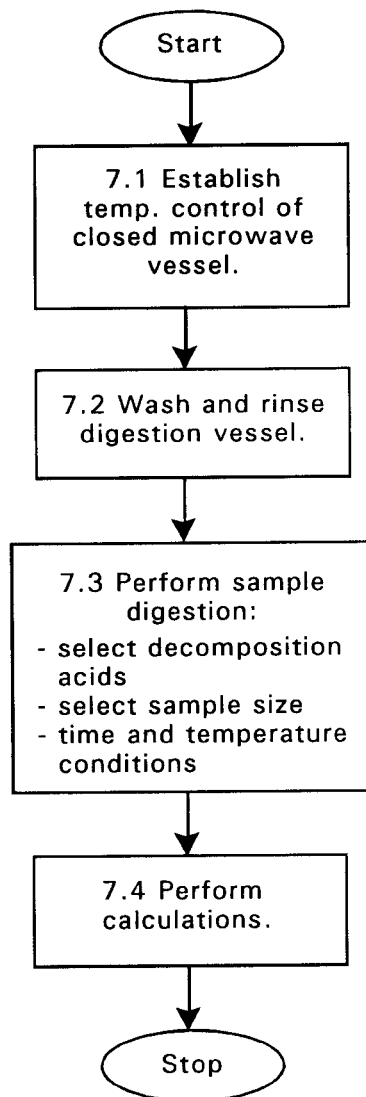 Start
7.1 Establish
temp. control of
closed microwave
vessel.
7.2 Wash and rinse
digestion vessel.
7.3 Perform sample
digestion:
- select decomposition
acids
- select sample size
- time and temperature
conditions
7.4 Perform
calculations.
Stop